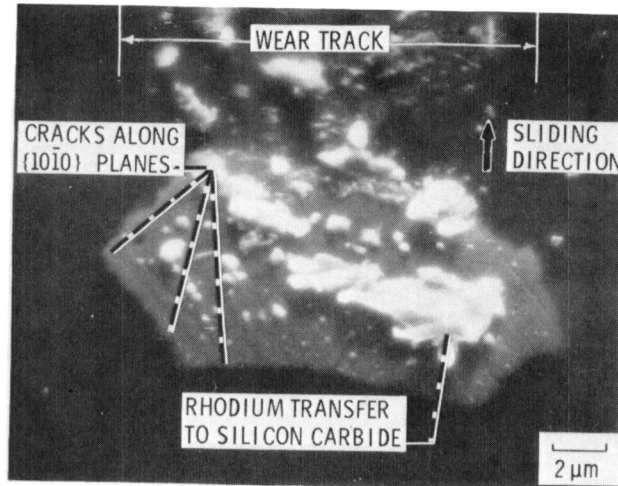 WEAR TRACK
CRACKS ALONG
{10$\bar{1}$0} PLANES
SLIDING
DIRECTION
RHODIUM TRANSFER
TO SILICON CARBIDE
2 μm